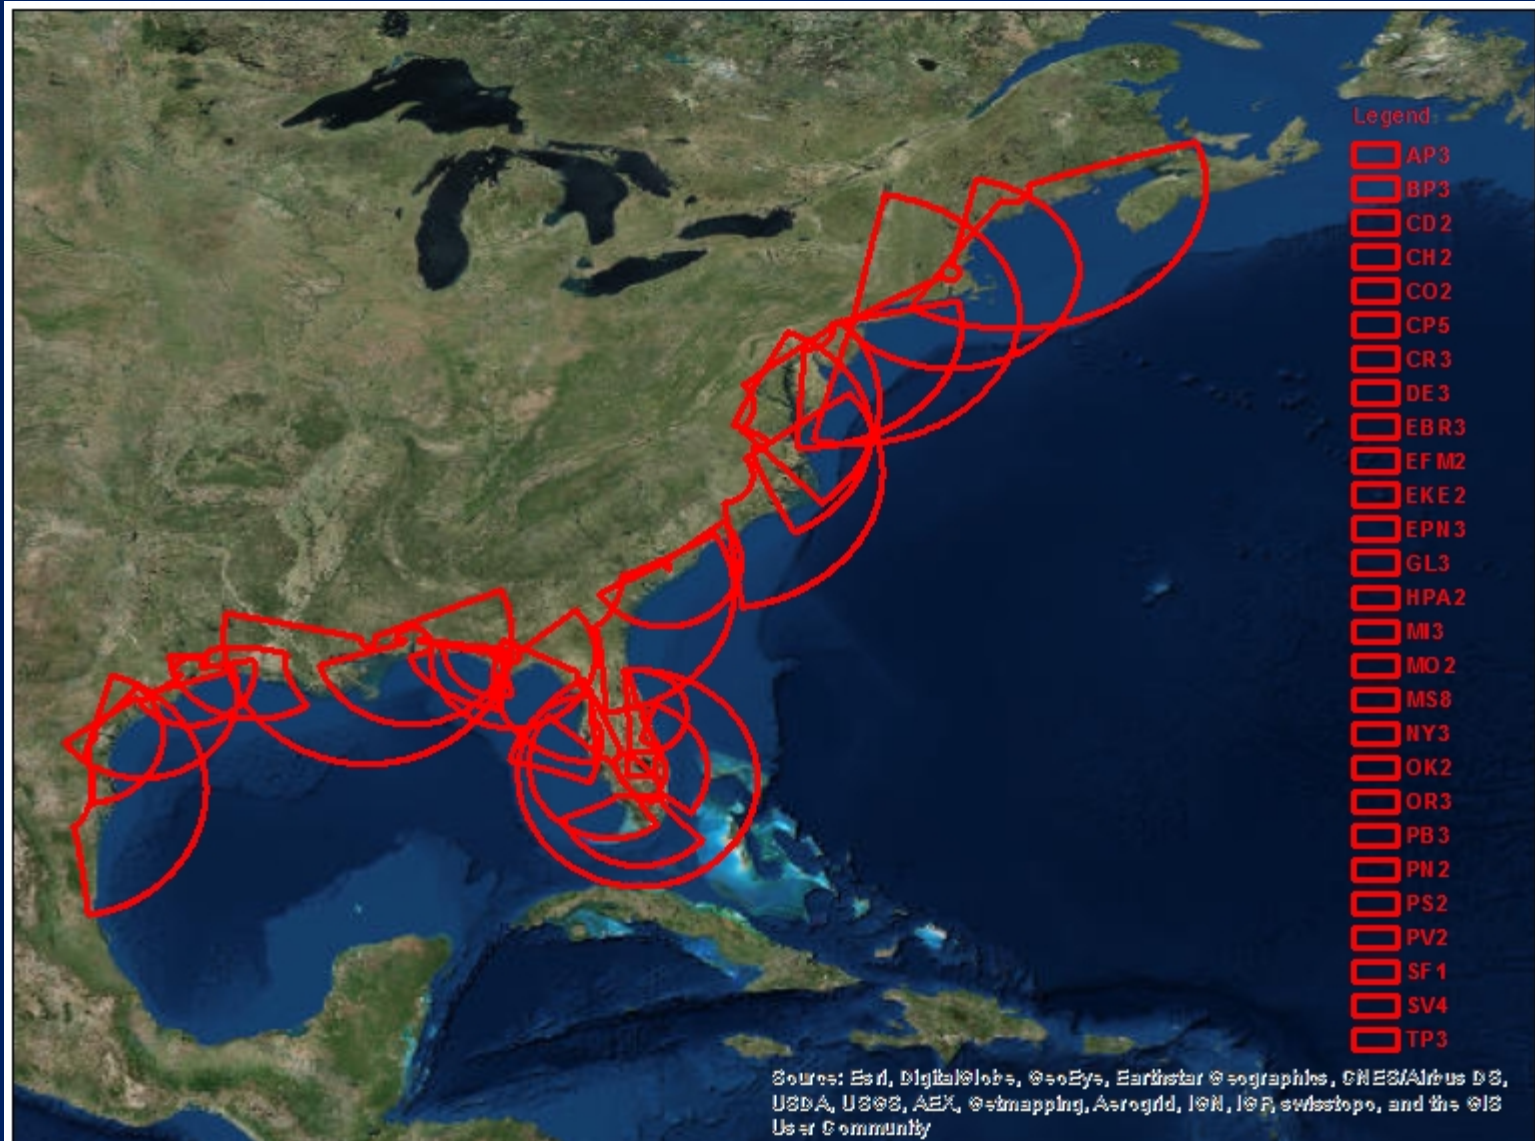 Legend
AP3
BP3
CD2
CH2
CO2
CP5
CR3
DE3
EBR3
EFM2
EKE2
EPN3
GL3
HPA2
MI3
MO2
MS8
NY3
OK2
OR3
PB3
PN2
PS2
PV2
SF1
SV4
TP3
Source: Esri, DigitalGlobe, GeoEye, Earthstar Geographics, CNES/Airbus DS,
USDA, USGS, AEX, Getmapping, Aerogrid, IGN, IGP, swisstopo, and the GIS
User Community